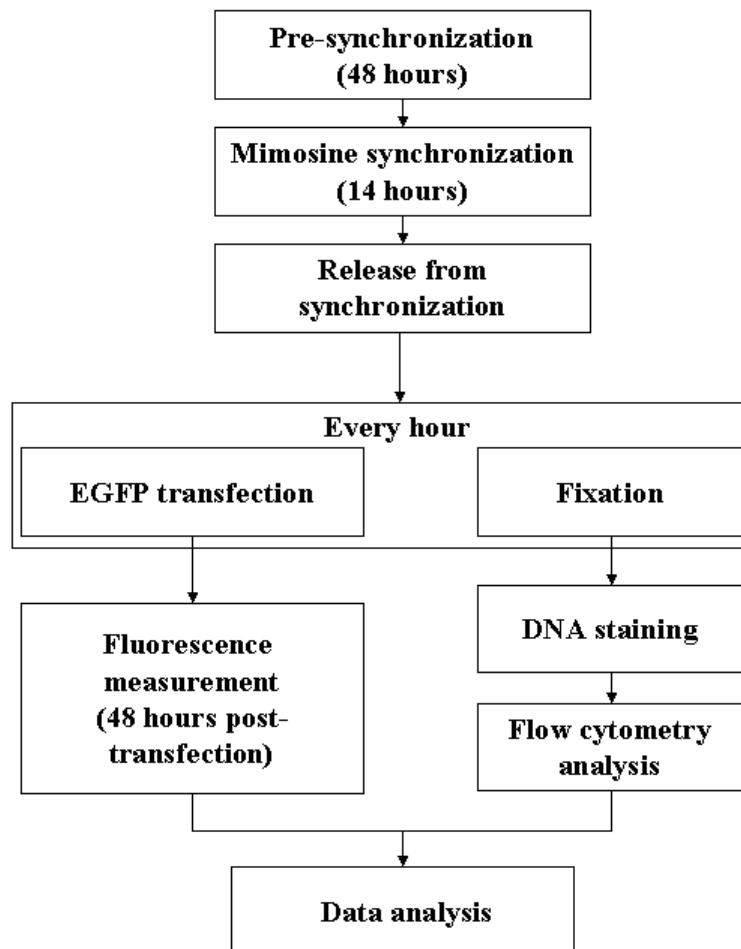 Pre-synchronization
(48 hours)
Mimosine synchronization
(14 hours)
Release from
synchronization
Every hour
EGFP transfection
Fixation
Fluorescence
measurement
(48 hours post-
transfection)
DNA staining
Flow cytometry
analysis
Data analysis